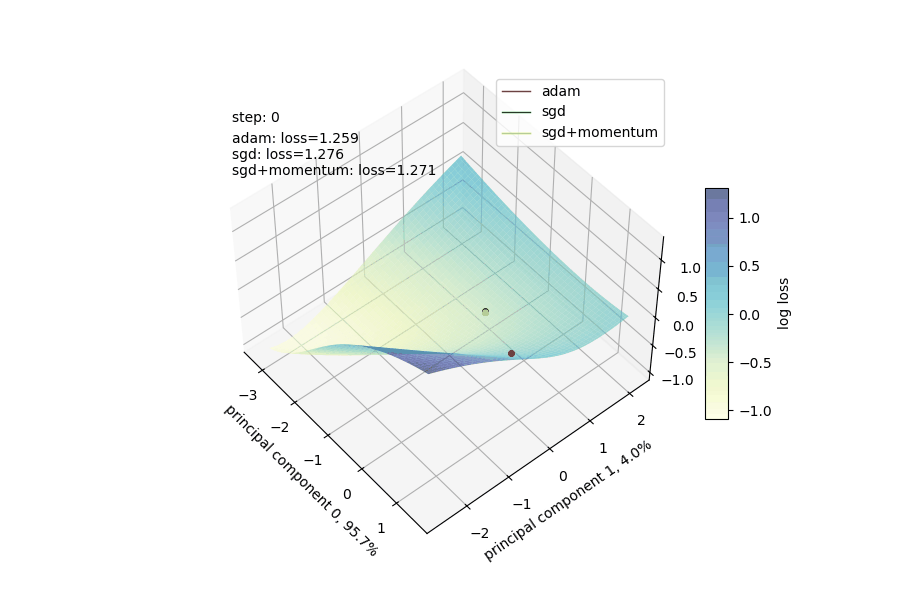 step: 0
adam: loss=1.259
sgd: loss=1.276
sgd+momentum: loss=1.271
adam
sgd
sgd+momentum
1.0
0.5
0.0
−0.5
−1.0
1.0
0.5
0.0
−0.5
−1.0
log loss
−3
−2
−1
0
1
principal component 0, 95.7%
−2
−1
0
1
2
principal component 1, 4.0%